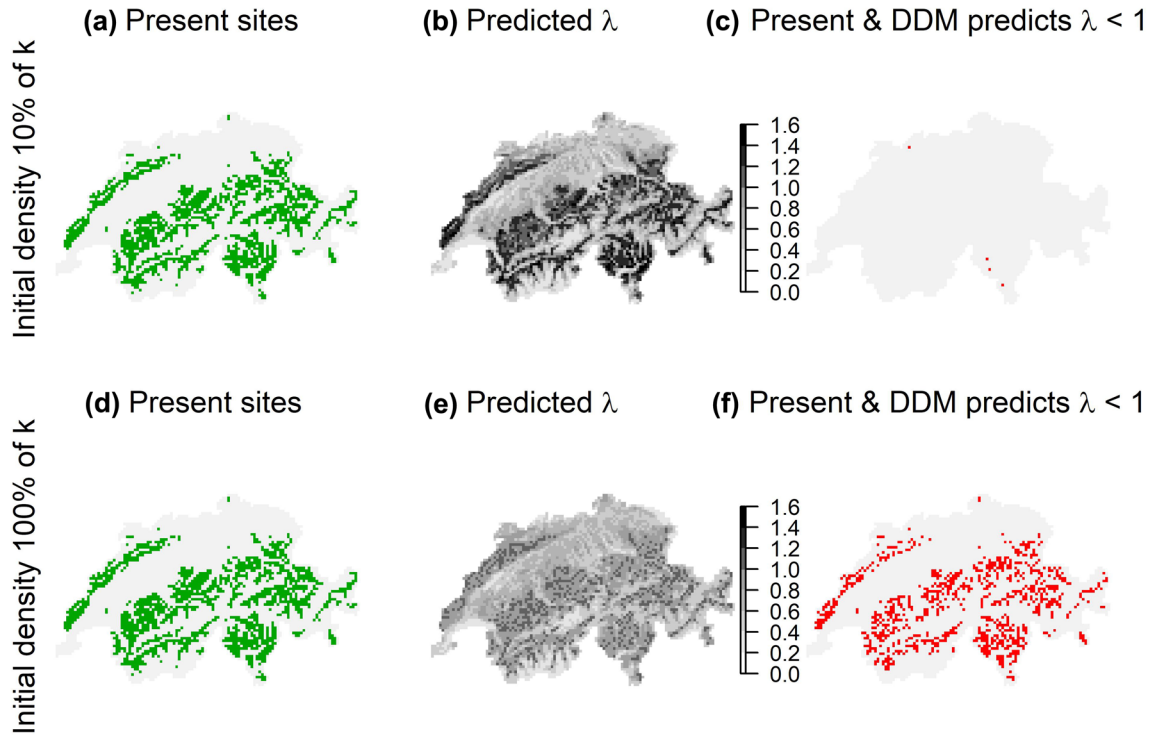 (a) Present sites
(b) Predicted λ
(c) Present & DDM predicts λ < 1
Initial density 10% of k
1.6
1.4
1.2
1.0
0.8
0.6
0.4
0.2
0.0
(d) Present sites
(e) Predicted λ
(f) Present & DDM predicts λ < 1
Initial density 100% of k
1.6
1.4
1.2
1.0
0.8
0.6
0.4
0.2
0.0